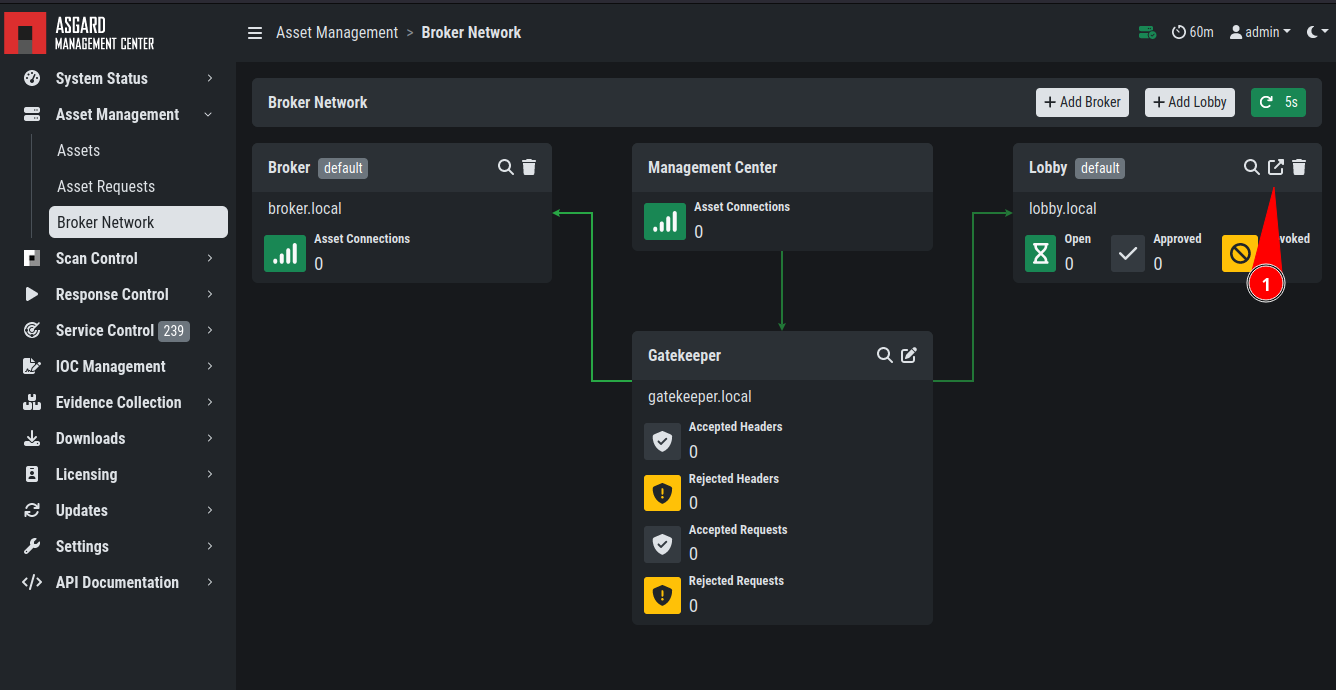 ASGARD
MANAGEMENT CENTER
Asset Management > Broker Network
60m
admin
System Status
Asset Management
Assets
Asset Requests
Broker Network
Scan Control
Response Control
Service Control 239
IOC Management
Evidence Collection
Downloads
Licensing
Updates
Settings
API Documentation
Broker Network
+ Add Broker
+ Add Lobby
5s
Broker default
broker.local
Asset Connections
0
Management Center
Asset Connections
0
Lobby default
lobby.local
Open
0
Approved
0
1
Gatekeeper
gatekeeper.local
Accepted Headers
0
Rejected Headers
0
Accepted Requests
0
Rejected Requests
0